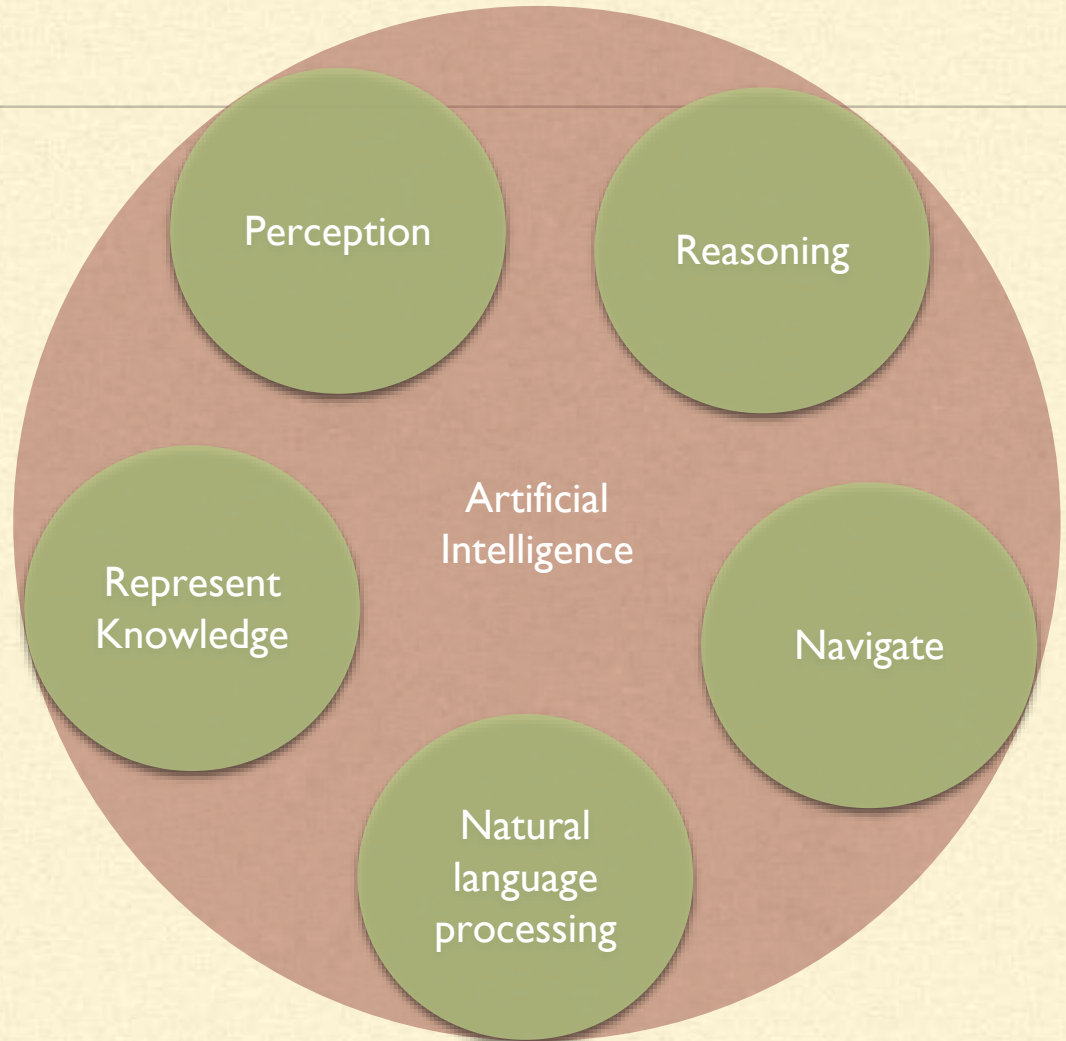 Perception
Reasoning
Artificial
Intelligence
Represent
Knowledge
Navigate
Natural
language
processing